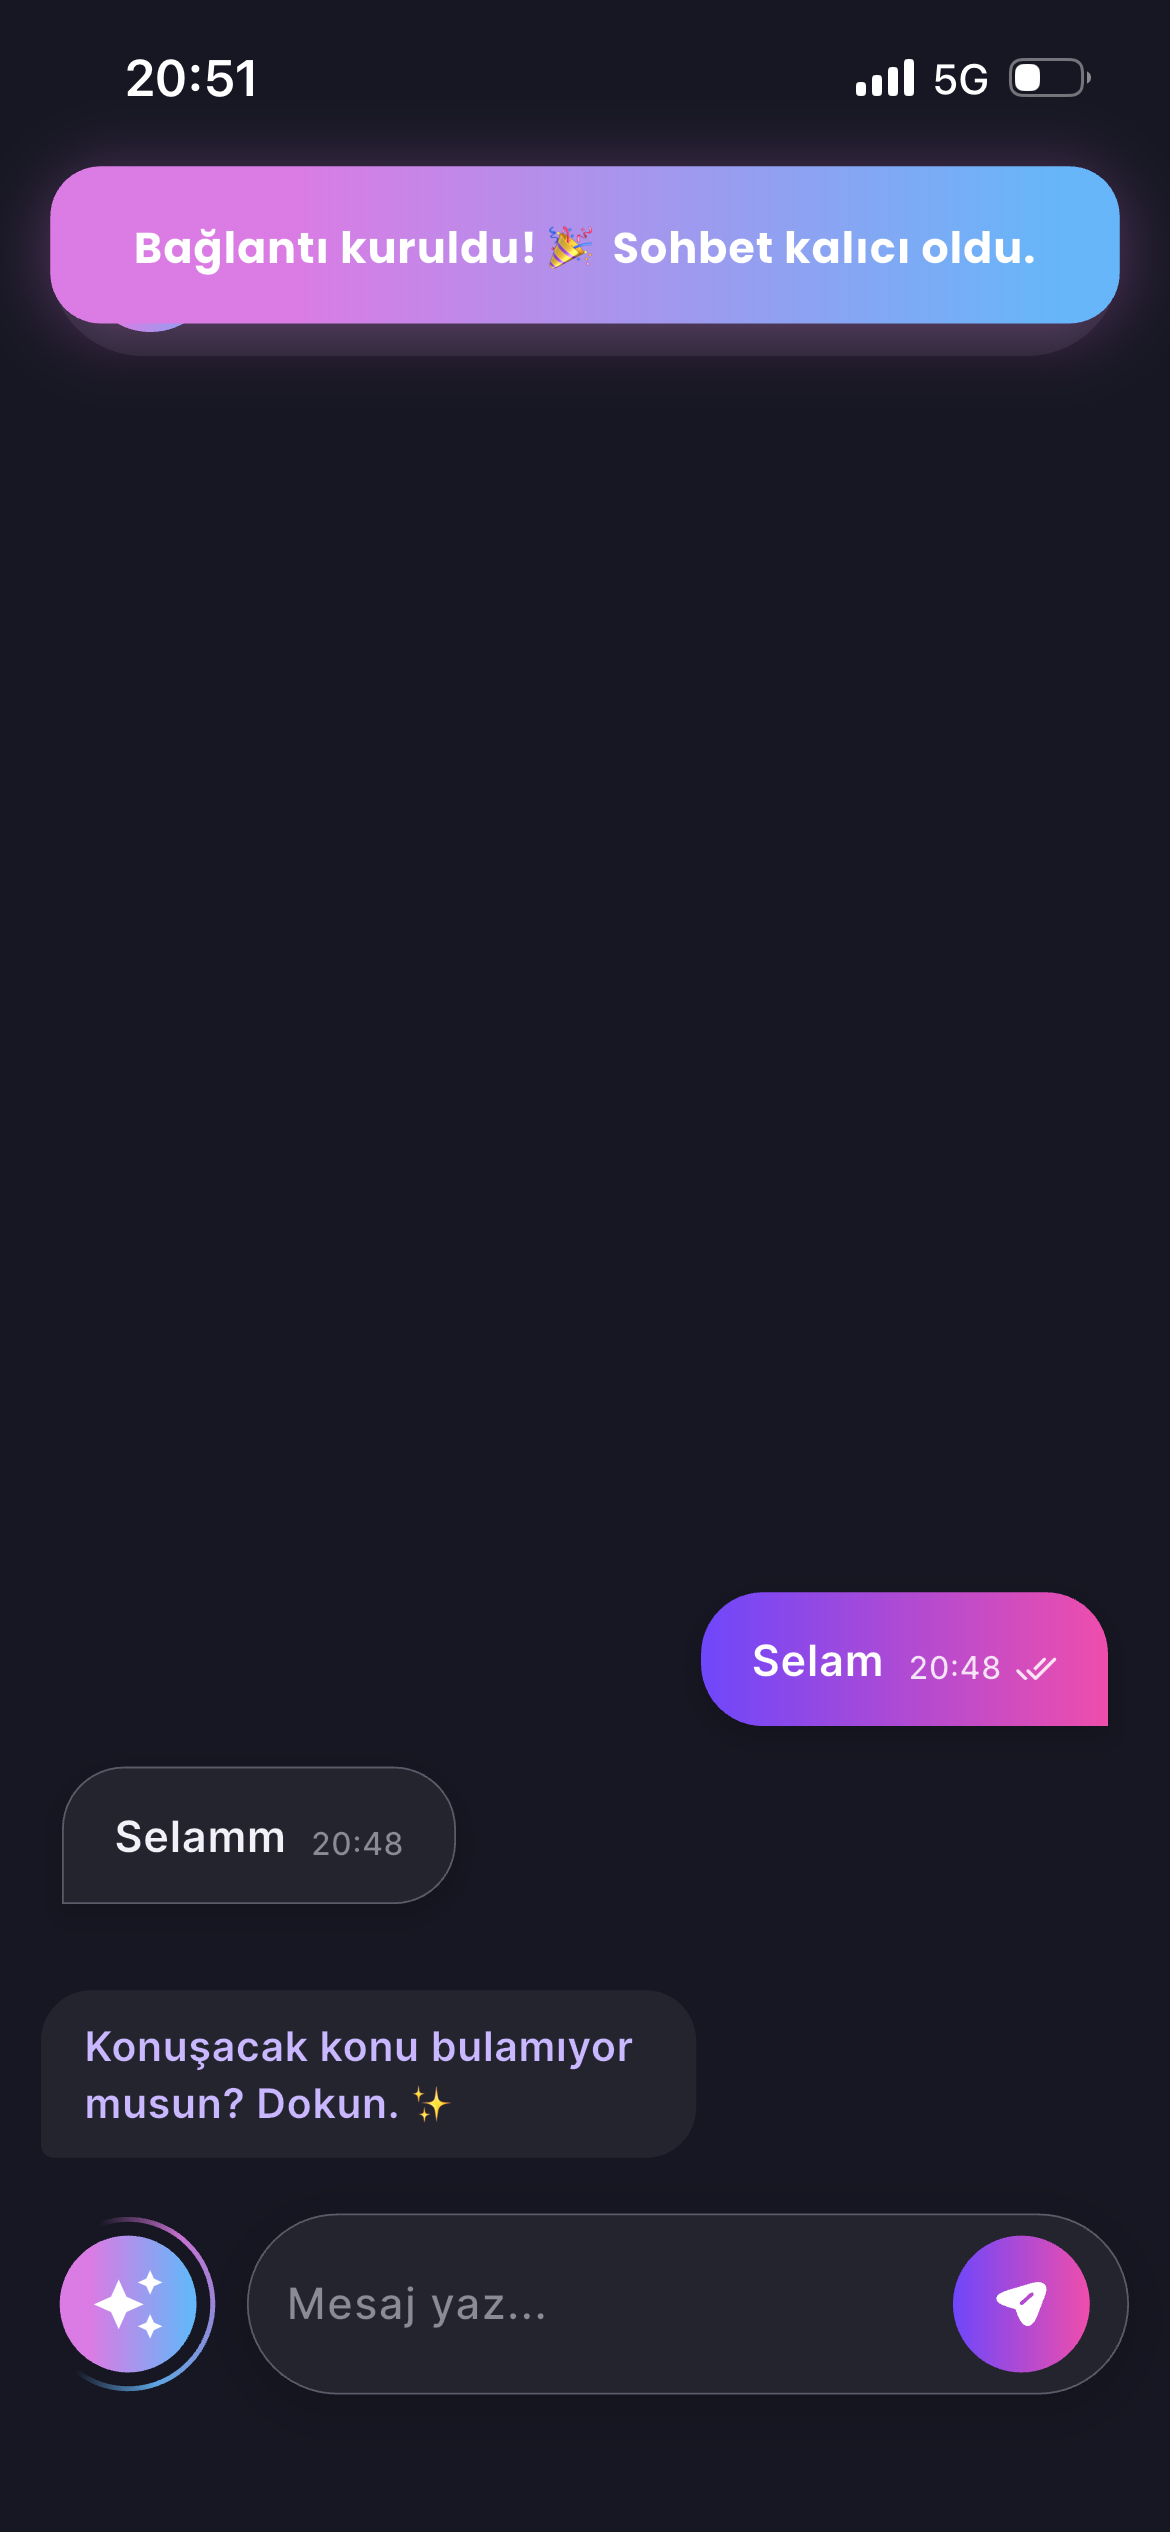 20:51 5G
Bağlantı kuruldu! 🎉 Sohbet kalıcı oldu.
Selam 20:48
Selamm 20:48
Konuşacak konu bulamıyor
musun? Dokun. ✨
Mesaj yaz...